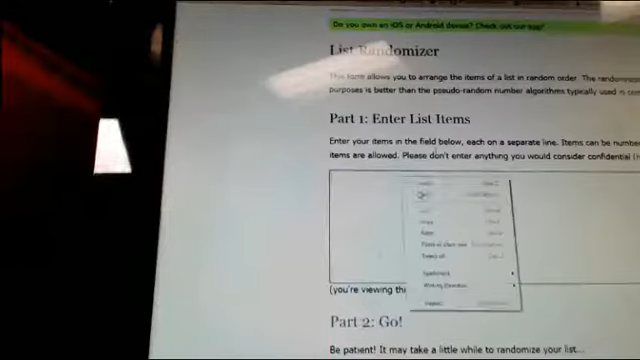 Do you own an iOS or Android device? Check out our app!
List Randomizer
This form allows you to arrange the items of a list in random order. The randomness
purposes is better than the pseudo-random number algorithms typically used in com
Part 1: Enter List Items
Enter your items in the field below, each on a separate line. Items can be number
items are allowed. Please don't enter anything you would consider confidential (
(you're viewing th
Part 2: Go!
Be patient! It may take a little while to randomize your list...